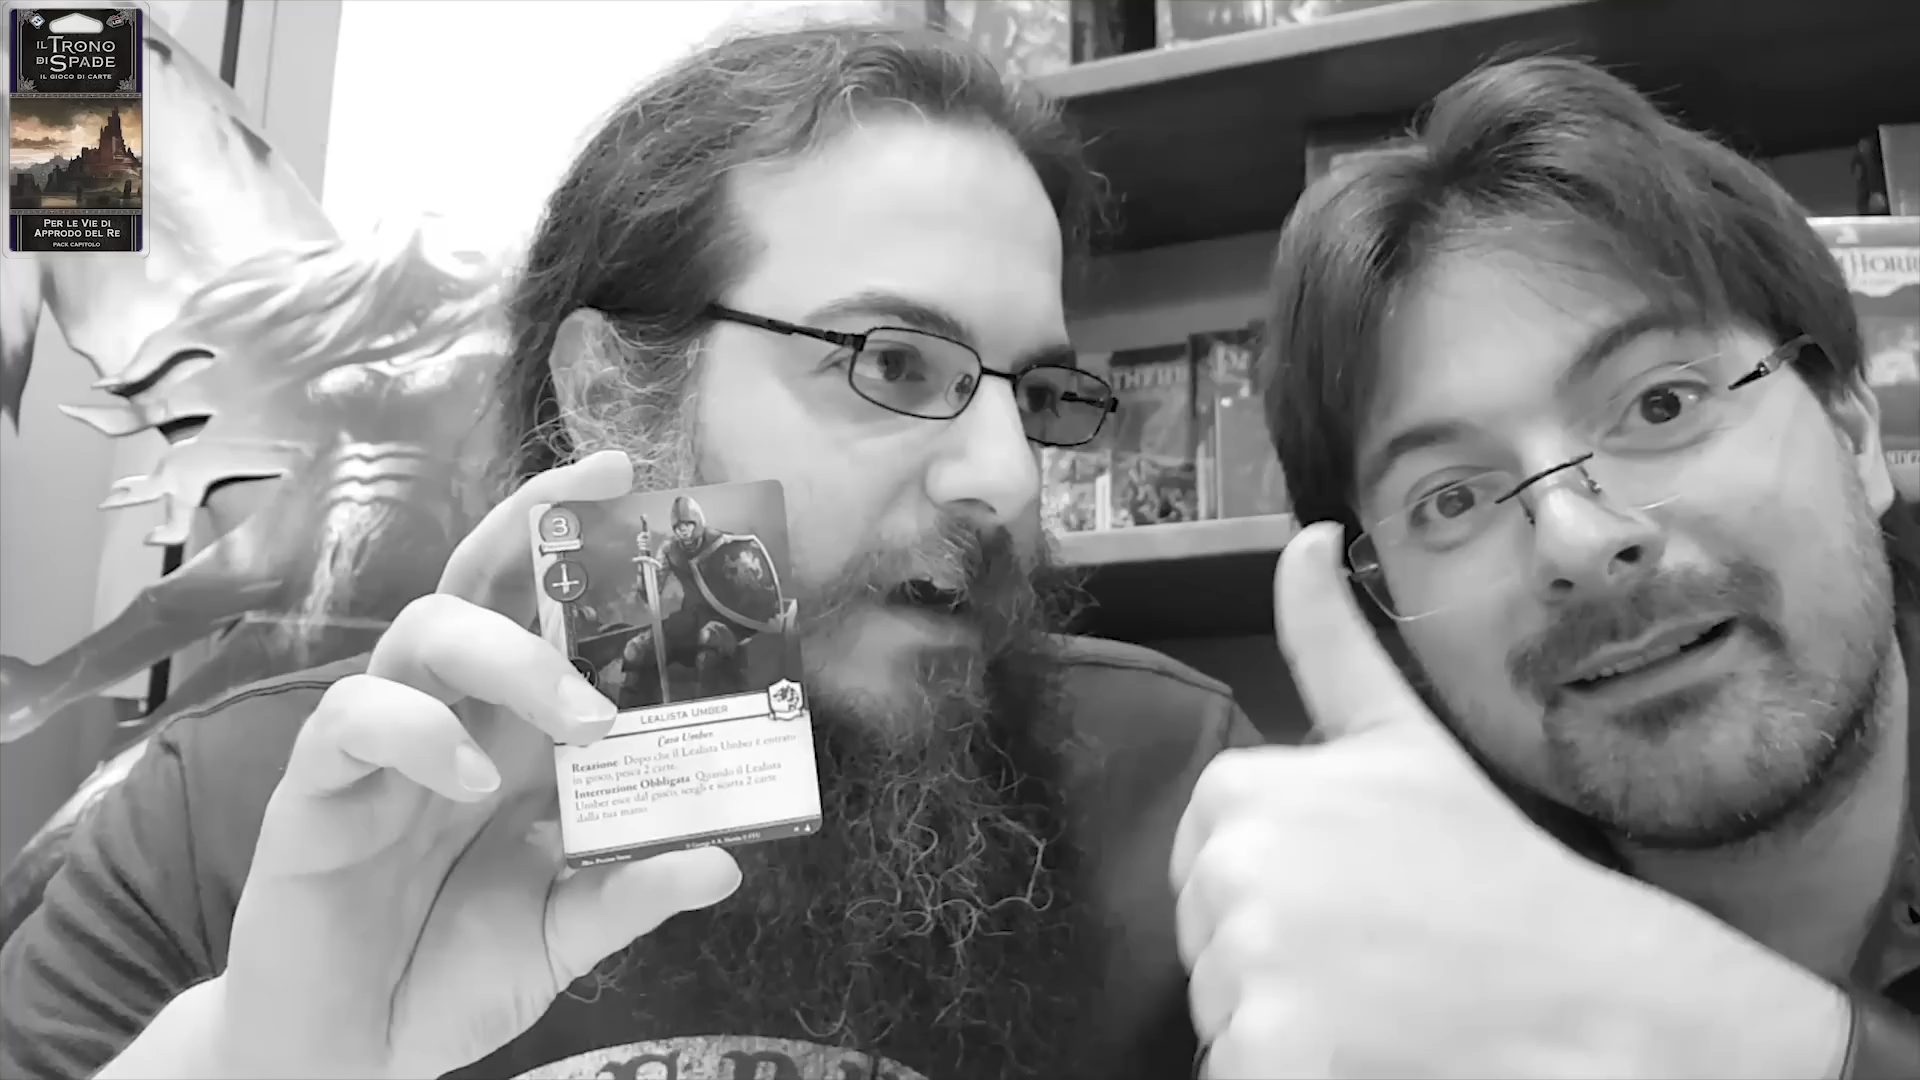 IL TRONO
DI SPADE
IL GIOCO DI CARTE
PER LE VIE DI
APPRODO DEL RE
PACK CAPITOLO
3
LEALISTA UMBER
Casa Umber.
Reazione: Dopo che il Lealista Umber è entrato
in gioco, pesca 2 carte.
Interruzione Obbligata: Quando il Lealista
Umber esce dal gioco, scegli e scarta 2 carte
dalla tua mano.
HORR